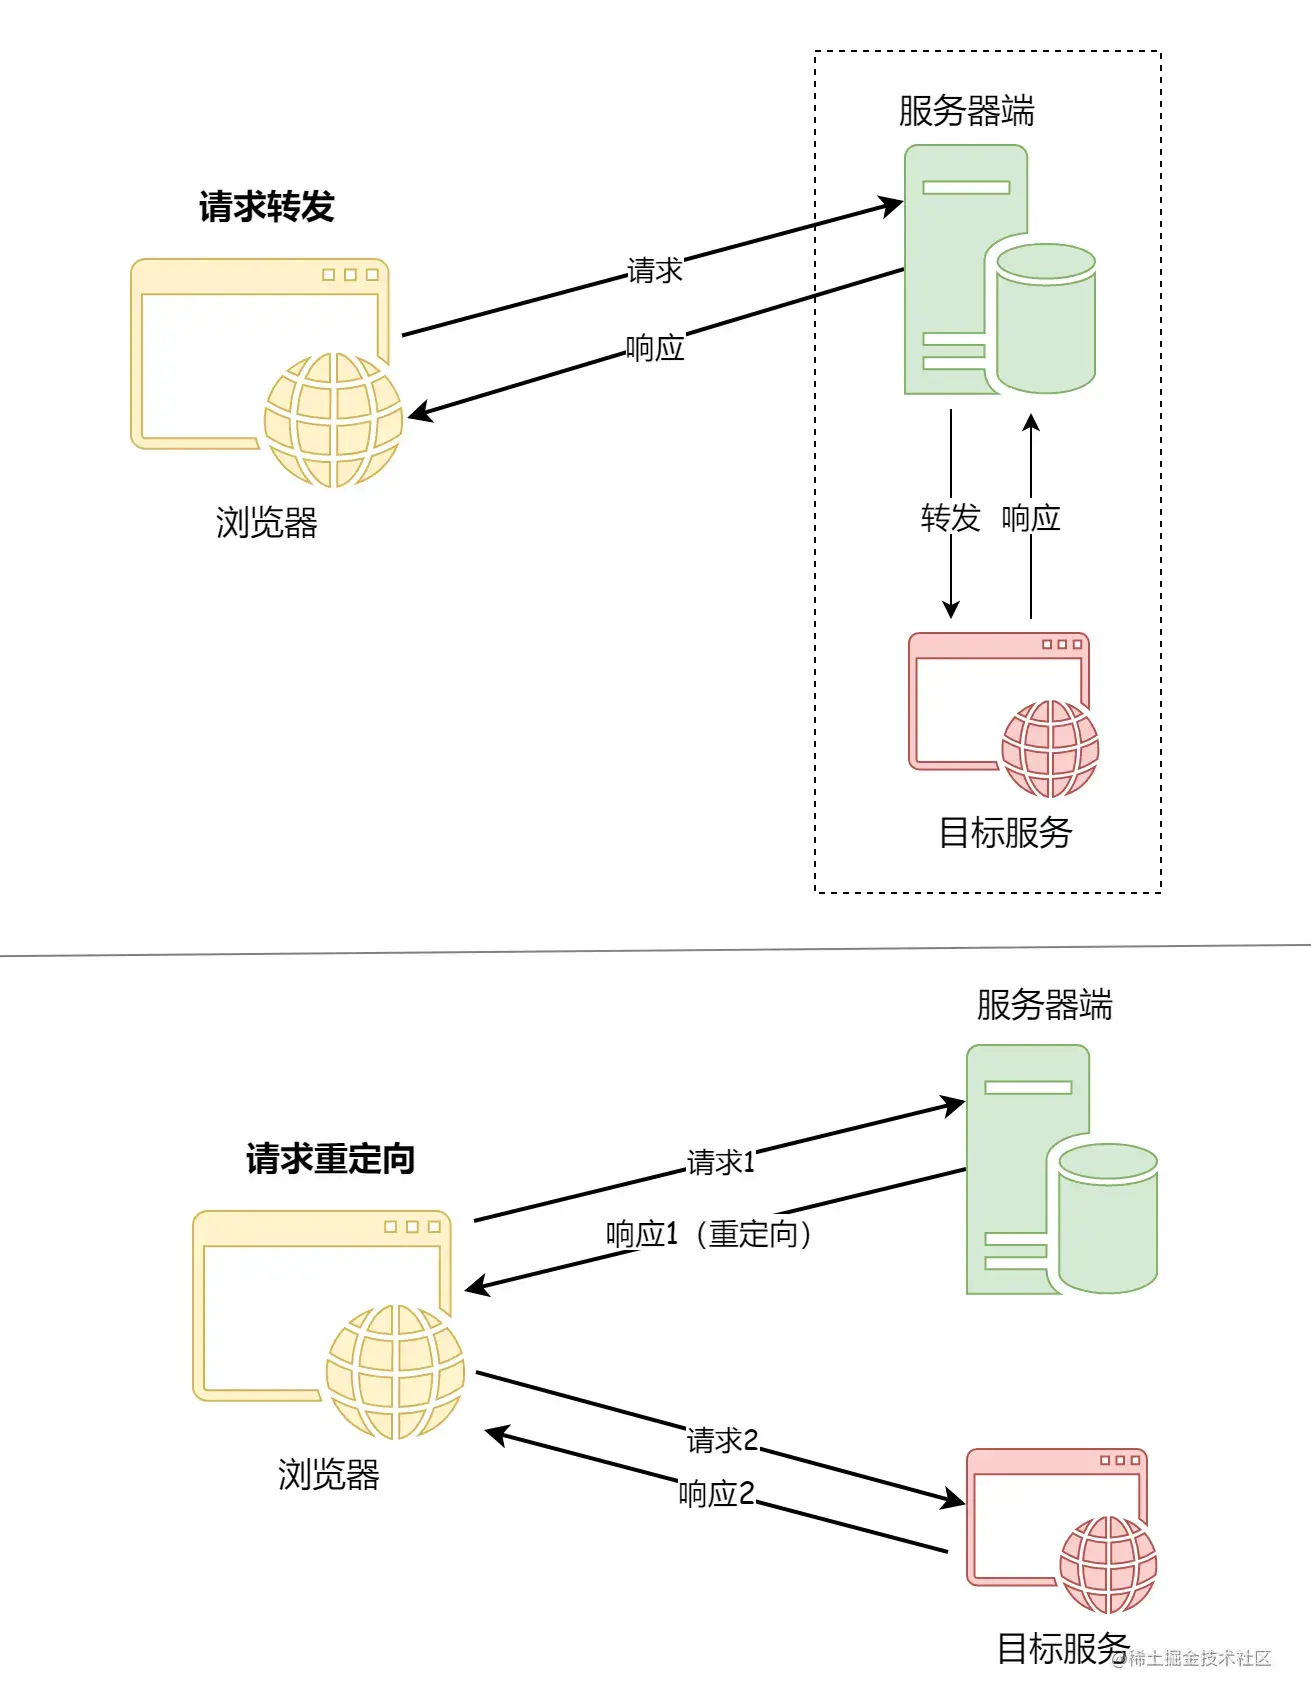 服务器端
请求转发
请求
响应
浏览器
转发
响应
目标服务
服务器端
请求重定向
请求1
响应1（重定向）
请求2
浏览器
响应2
目标服务
@稀土掘金技术社区